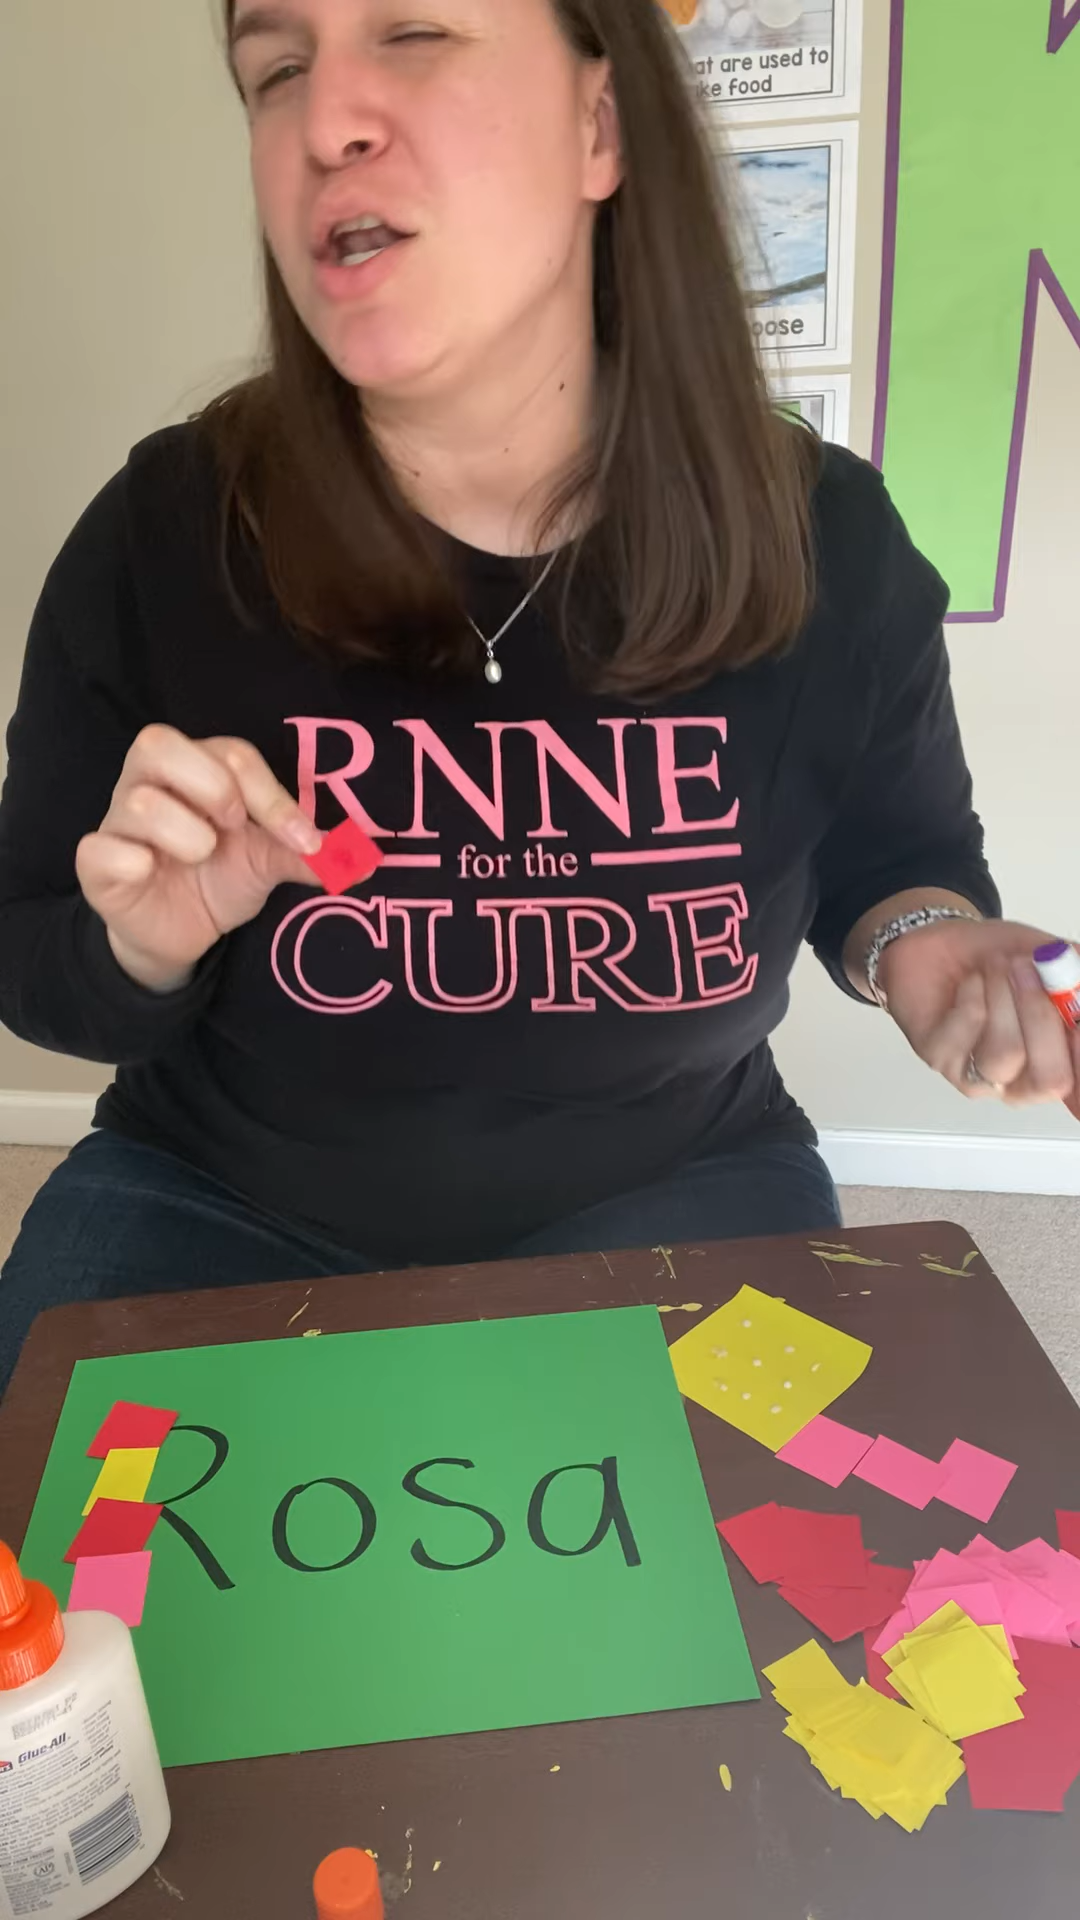 at are used to
ke food
oose
RNNE
for the
CURE
Rosa
Glue-All